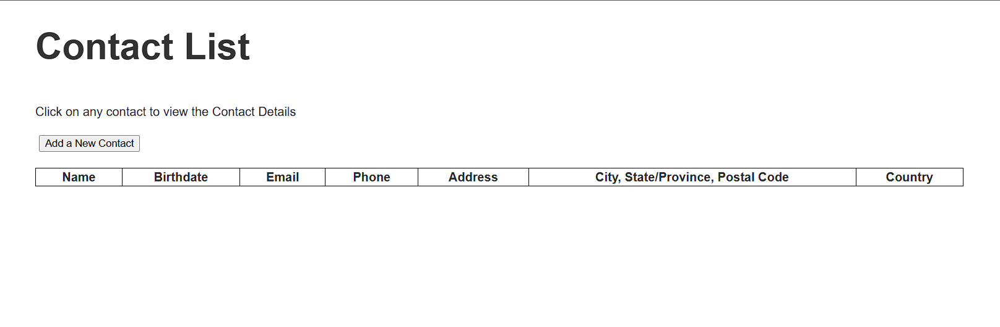 Contact List
Click on any contact to view the Contact Details
Add a New Contact
Name Birthdate Email Phone Address City, State/Province, Postal Code Country